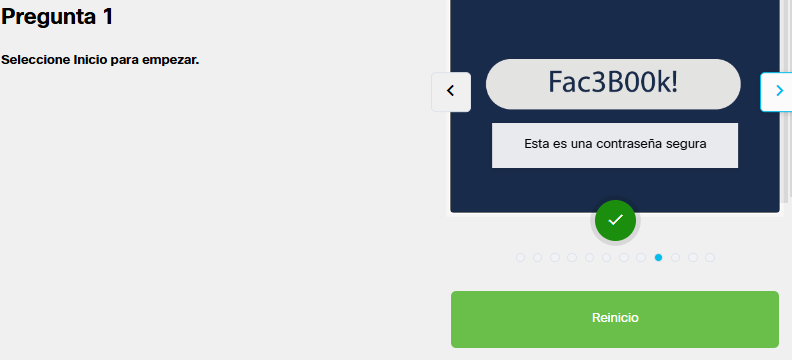 Pregunta 1
Seleccione Inicio para empezar.
Fac3B00k!
Esta es una contraseña segura
Reinicio